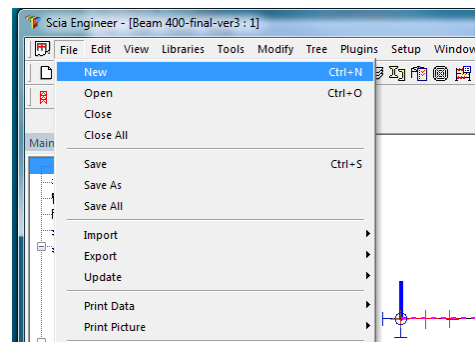 Scia Engineer - [Beam 400-final-ver3 : 1]
File Edit View Libraries Tools Modify Tree Plugins Setup Window
New Ctrl+N
Open Ctrl+O
Close
Close All
Main
Save Ctrl+S
Save As
Save All
Import
Export
Update
Print Data
Print Picture